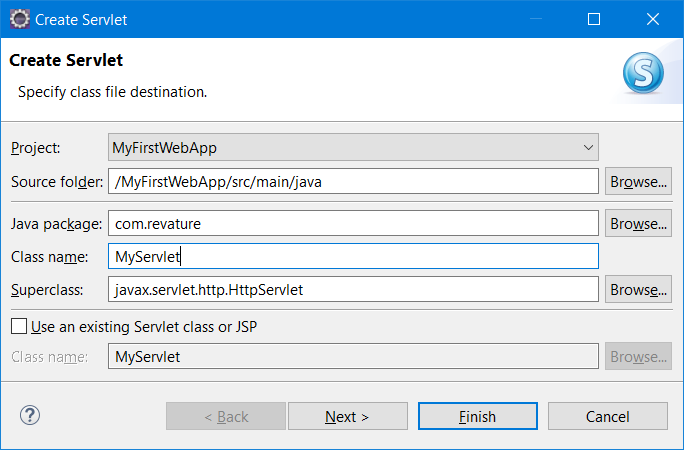 Create Servlet
Create Servlet
Specify class file destination.
S
Project: MyFirstWebApp
Source folder: /MyFirstWebApp/src/main/java Browse...
Java package: com.revature Browse...
Class name: MyServlet
Superclass: javax.servlet.http.HttpServlet Browse...
Use an existing Servlet class or JSP
Class name: MyServlet Browse...
? < Back Next > Finish Cancel